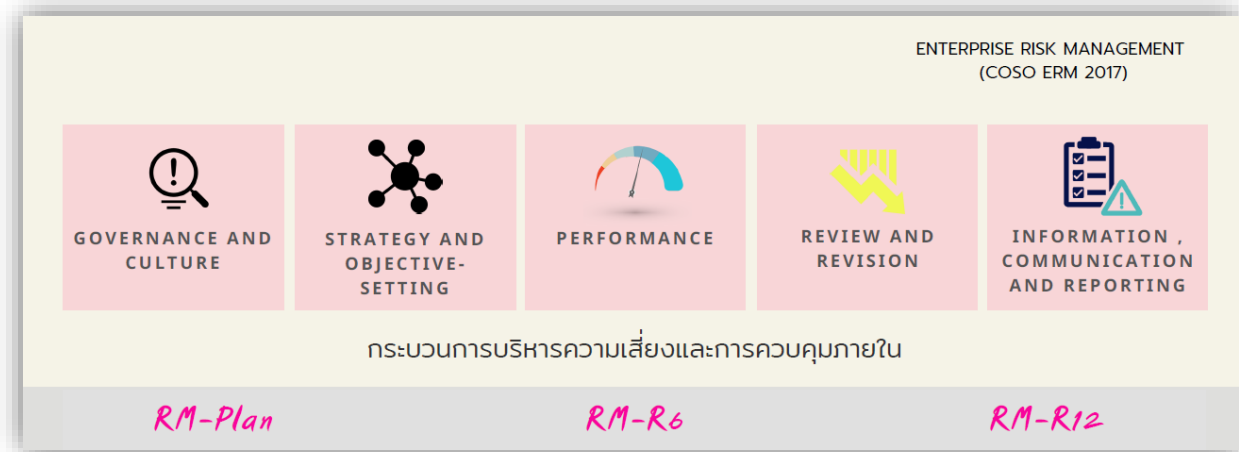 ENTERPRISE RISK MANAGEMENT
(COSO ERM 2017)
GOVERNANCE AND
CULTURE
STRATEGY AND
OBJECTIVE-
SETTING
PERFORMANCE
REVIEW AND
REVISION
INFORMATION ,
COMMUNICATION
AND REPORTING
กระบวนการบริหารความเสี่ยงและการควบคุมภายใน
RM-Plan
RM-R6
RM-R12